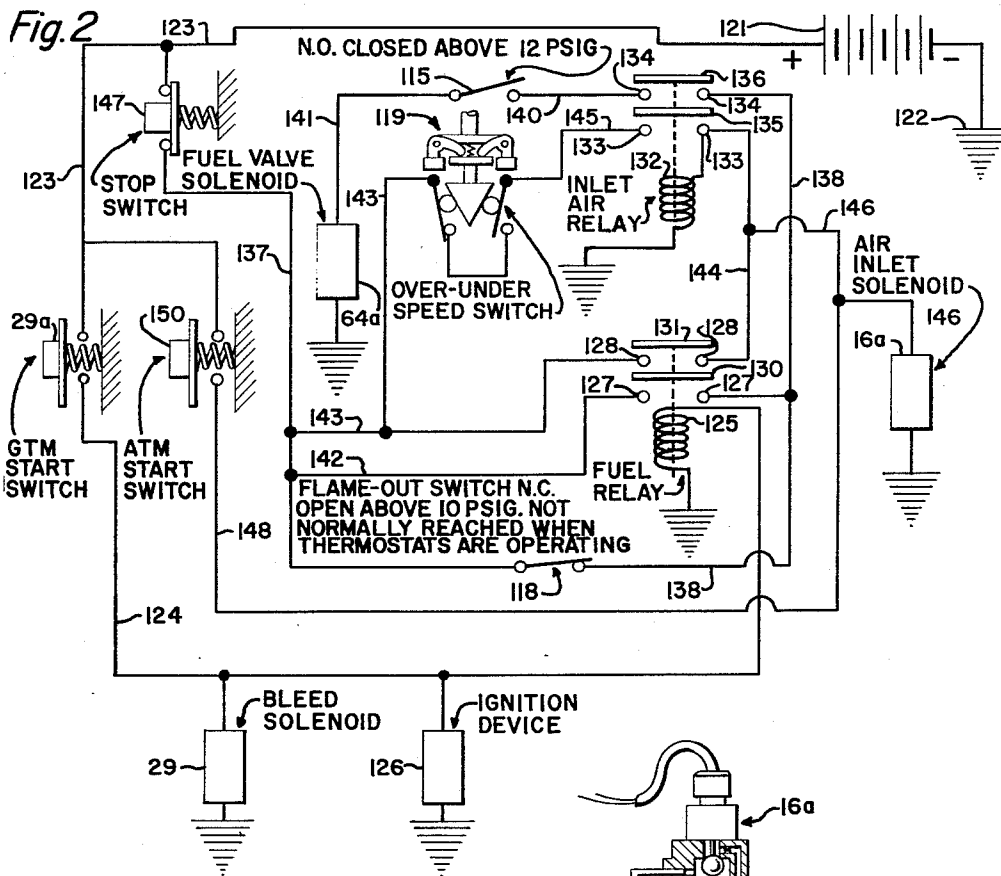 Fig. 2
123
N.O. CLOSED ABOVE 12 PSIG
121
+
-
115
134
136
147
141
119
140
134
145
135
122
133
133
123
STOP
SWITCH
FUEL VALVE
SOLENOID
143
132
INLET
AIR
RELAY
138
146
137
144
AIR
INLET
SOLENOID
146
OVER-UNDER
SPEED SWITCH
64a
16a
29a
150
131
128
128
130
127
127
GTM
START
SWITCH
ATM
START
SWITCH
143
125
142
FUEL
RELAY
FLAME-OUT SWITCH N.C.
OPEN ABOVE 10 PSIG. NOT
NORMALLY REACHED WHEN
THERMOSTATS ARE OPERATING
148
118
138
124
BLEED
SOLENOID
IGNITION
DEVICE
29
126
16a